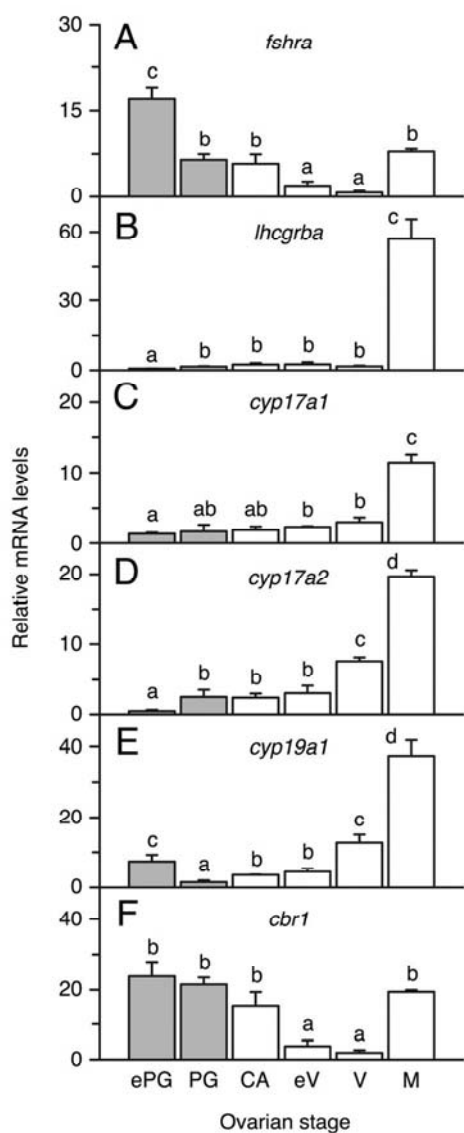 A
fshra
30
15
0
c
b
b
a
a
b
B
lhcgrba
60
30
0
a
b
b
b
b
c
C
cyp17a1
20
10
0
a
ab
ab
b
b
c
D
cyp17a2
20
10
0
a
b
b
b
c
d
E
cyp19a1
40
20
0
c
a
b
b
c
d
F
cbr1
40
20
0
b
b
b
a
a
b
Relative mRNA levels
ePG PG CA eV V M
Ovarian stage